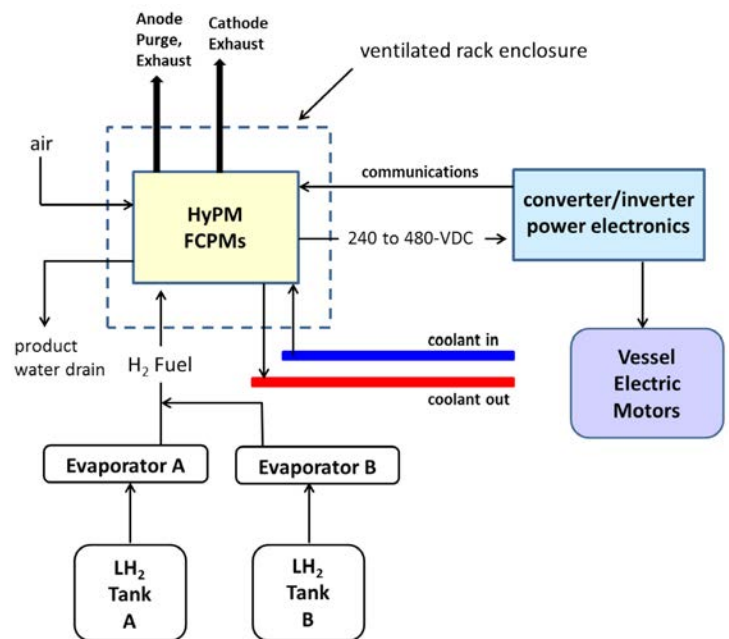 Anode
Purge,
Exhaust
Cathode
Exhaust
ventilated rack enclosure
air
communications
HyPM
FCPMs
converter/inverter
power electronics
240 to 480-VDC
product
water drain
H₂ Fuel
coolant in
coolant out
Vessel
Electric
Motors
Evaporator A
Evaporator B
LH₂
Tank
A
LH₂
Tank
B